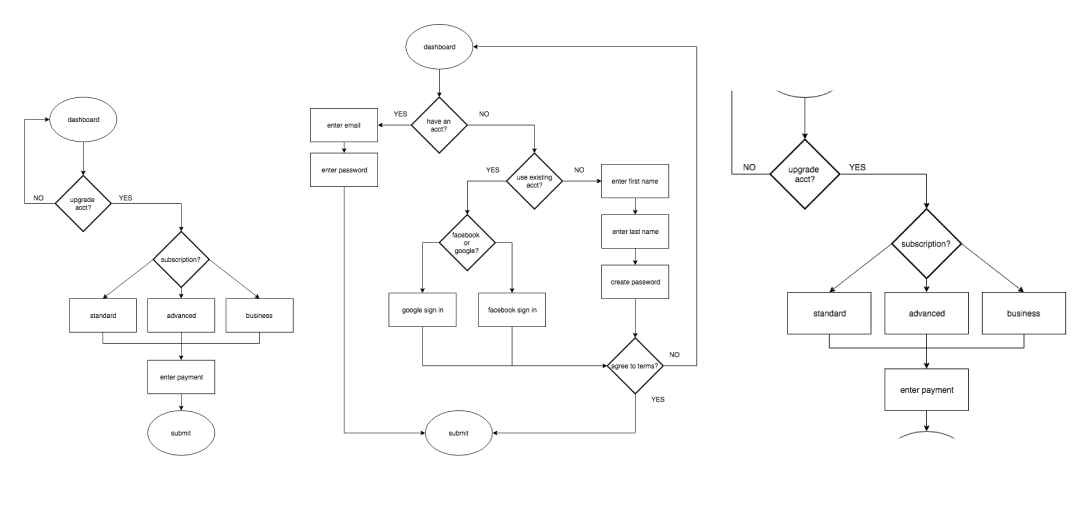 dashboard
NO
upgrade
acct?
YES
subscription?
standard
advanced
business
enter payment
submit
dashboard
YES
have an
acct?
NO
enter email
enter password
YES
use existing
acct?
NO
enter first name
enter last name
create password
facebook
or
google?
google sign in
facebook sign in
agree to terms?
NO
YES
submit
NO
upgrade
acct?
YES
subscription?
standard
advanced
business
enter payment